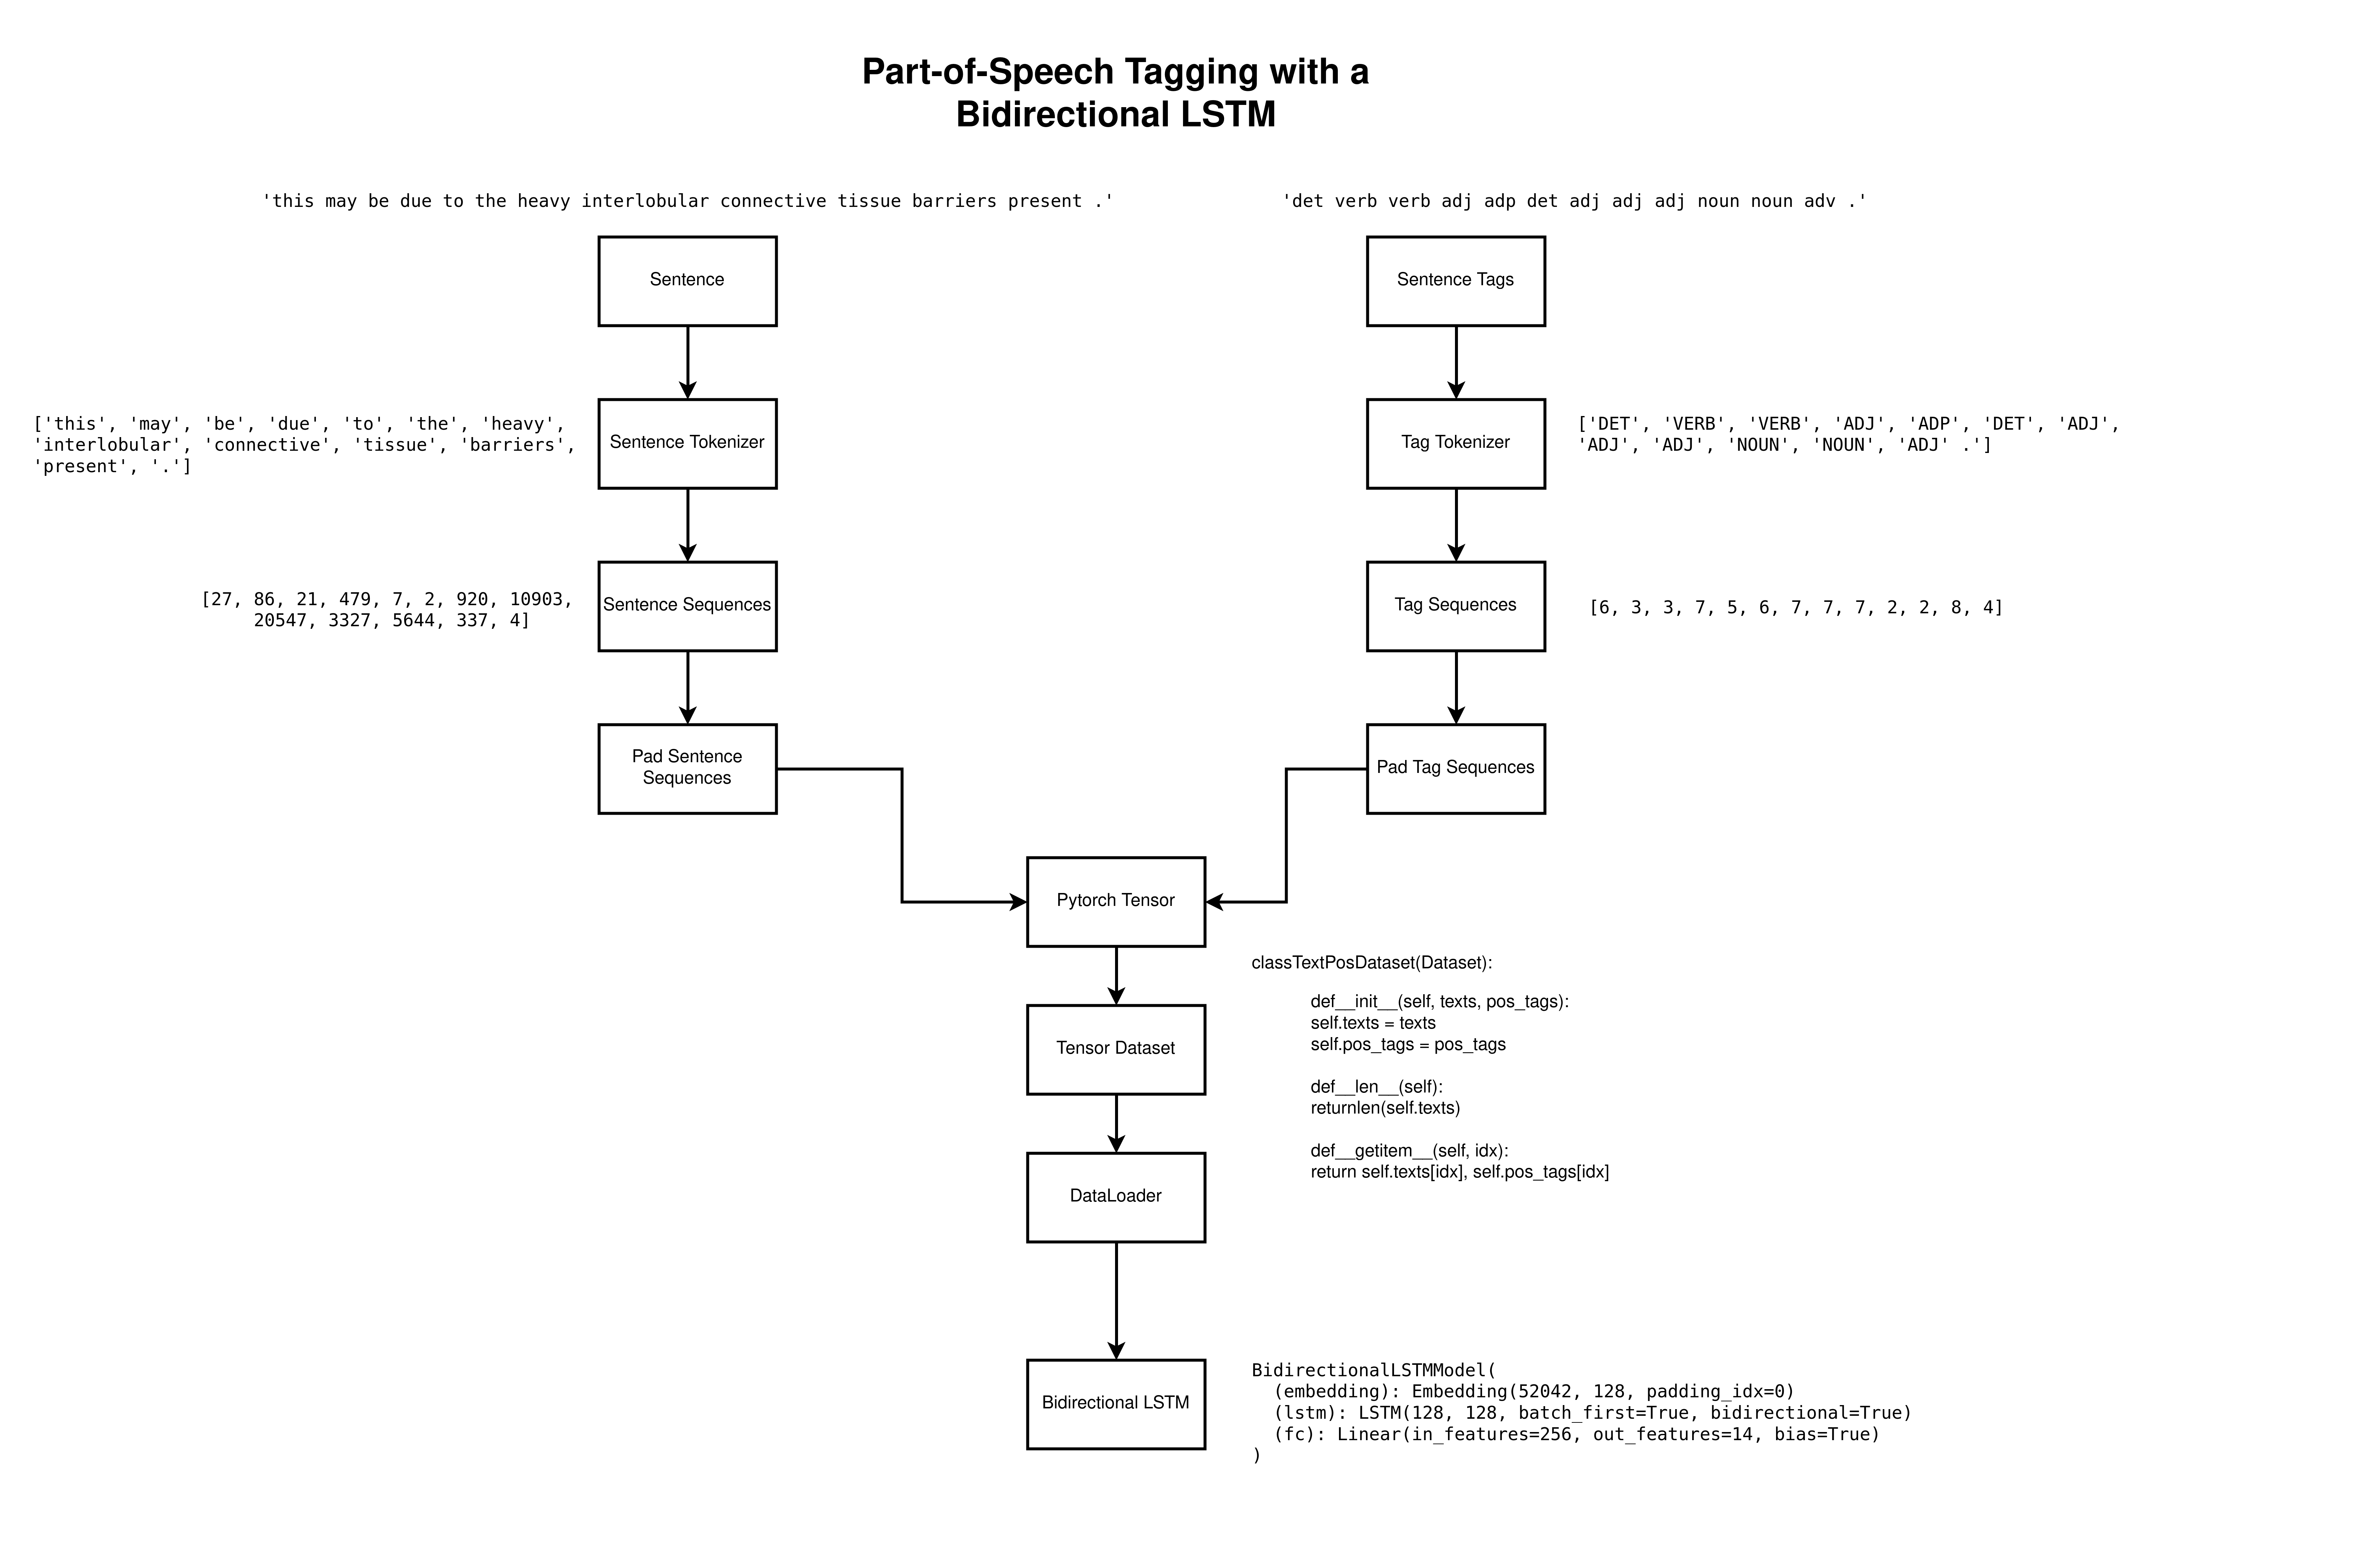 Part-of-Speech Tagging with a
Bidirectional LSTM
'this may be due to the heavy interlobular connective tissue barriers present .'
'det verb verb adj adp det adj adj adj noun noun adv .'
Sentence
Sentence Tags
['this', 'may', 'be', 'due', 'to', 'the', 'heavy',
'interlobular', 'connective', 'tissue', 'barriers',
'present', '.']
Sentence Tokenizer
Tag Tokenizer
['DET', 'VERB', 'VERB', 'ADJ', 'ADP', 'DET', 'ADJ',
'ADJ', 'ADJ', 'NOUN', 'NOUN', 'ADJ' .']
[27, 86, 21, 479, 7, 2, 920, 10903,
20547, 3327, 5644, 337, 4]
Sentence Sequences
Tag Sequences
[6, 3, 3, 7, 5, 6, 7, 7, 7, 2, 2, 8, 4]
Pad Sentence
Sequences
Pad Tag Sequences
Pytorch Tensor
classTextPosDataset(Dataset):
def__init__(self, texts, pos_tags):
self.texts = texts
self.pos_tags = pos_tags
def__len__(self):
returnlen(self.texts)
def__getitem__(self, idx):
return self.texts[idx], self.pos_tags[idx]
Tensor Dataset
DataLoader
Bidirectional LSTM
BidirectionalLSTMModel(
(embedding): Embedding(52042, 128, padding_idx=0)
(lstm): LSTM(128, 128, batch_first=True, bidirectional=True)
(fc): Linear(in_features=256, out_features=14, bias=True)
)